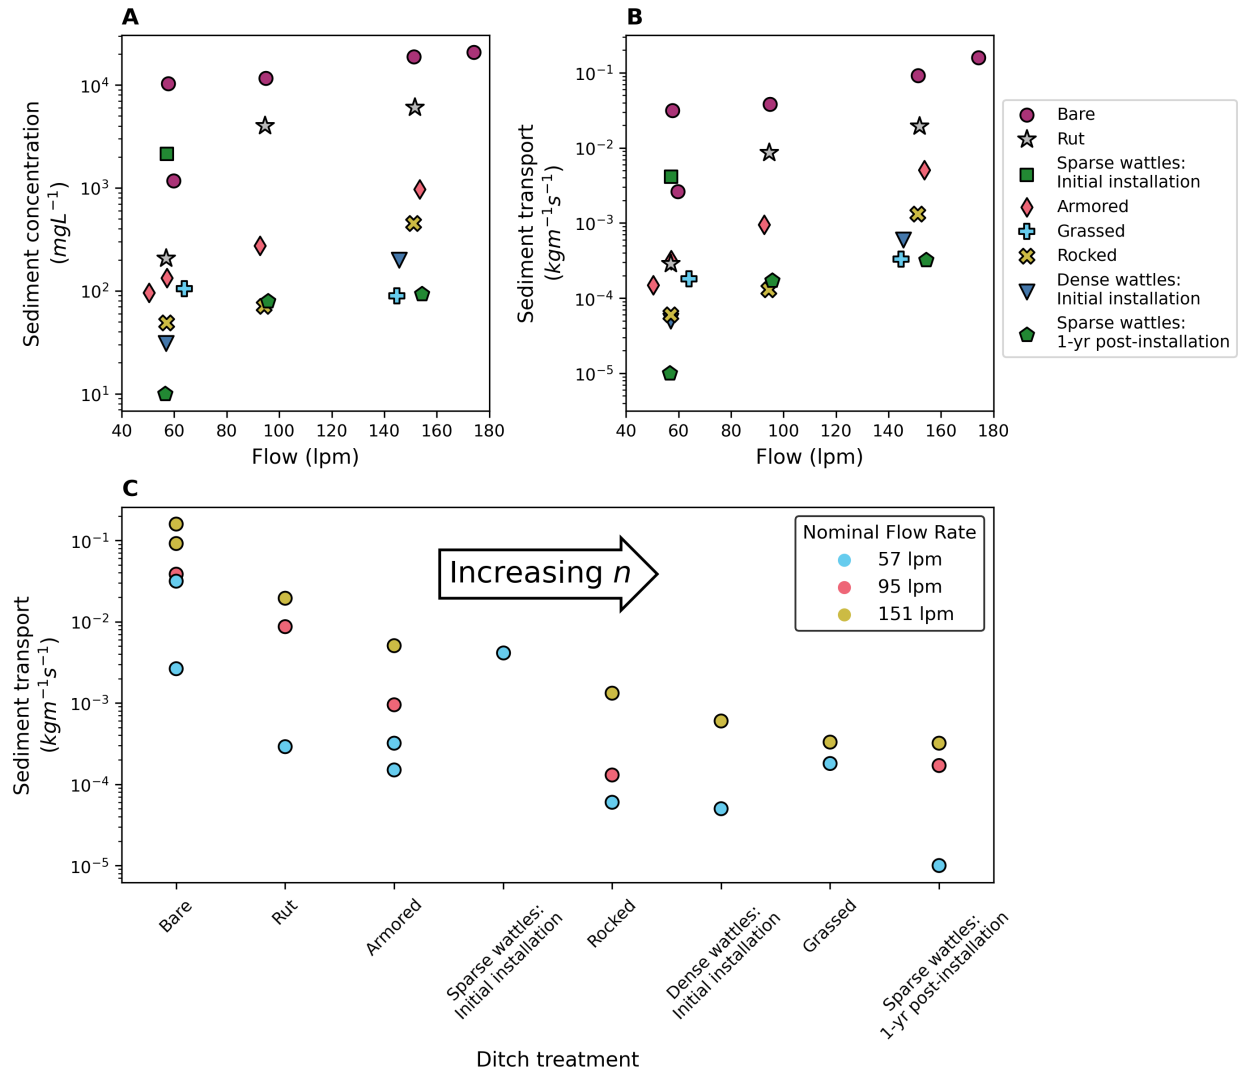 A
B
Sediment concentration
(mgL⁻¹)
10⁴
10³
10²
10¹
40 60 80 100 120 140 160 180
Flow (lpm)
Sediment transport
(kgm⁻¹s⁻¹)
10⁻¹
10⁻²
10⁻³
10⁻⁴
10⁻⁵
40 60 80 100 120 140 160 180
Flow (lpm)
Bare
Rut
Sparse wattles:
Initial installation
Armored
Grassed
Rocked
Dense wattles:
Initial installation
Sparse wattles:
1-yr post-installation
C
Sediment transport
(kgm⁻¹s⁻¹)
10⁻¹
10⁻²
10⁻³
10⁻⁴
10⁻⁵
Increasing n
Nominal Flow Rate
57 lpm
95 lpm
151 lpm
Bare
Rut
Armored
Sparse wattles:
Initial installation
Rocked
Dense wattles:
Initial installation
Grassed
Sparse wattles:
1-yr post-installation
Ditch treatment